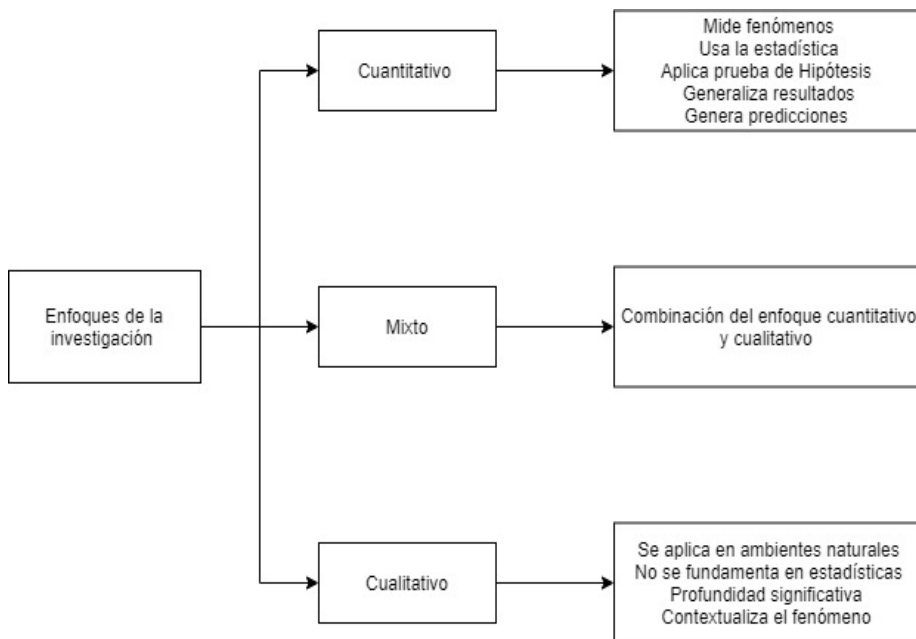 Enfoques de la
investigación
Cuantitativo
Mide fenómenos
Usa la estadística
Aplica prueba de Hipótesis
Generaliza resultados
Genera predicciones
Mixto
Combinación del enfoque cuantitativo
y cualitativo
Cualitativo
Se aplica en ambientes naturales
No se fundamenta en estadísticas
Profundidad significativa
Contextualiza el fenómeno